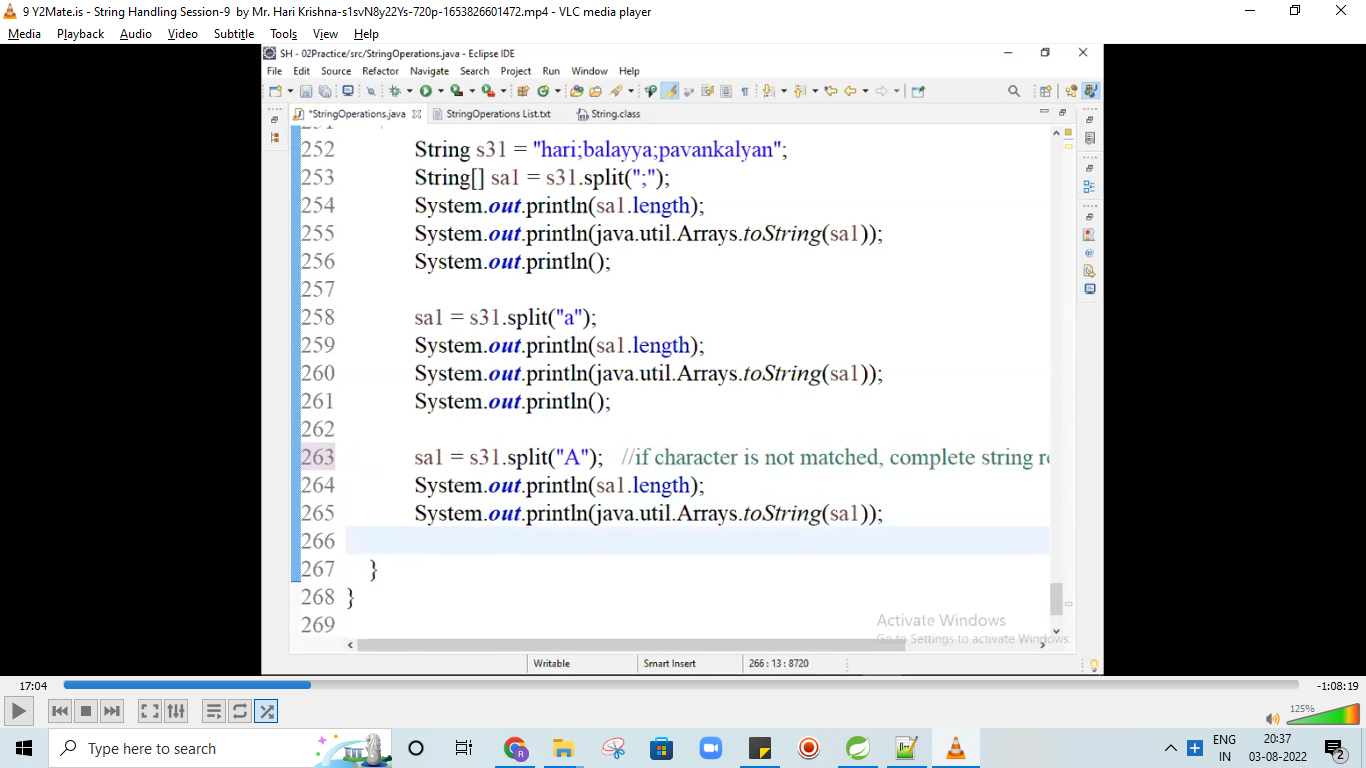 9 Y2Mate.is - String Handling Session-9 by Mr. Hari Krishna-s1svN8y22Ys-720p-1653826601472.mp4 - VLC media player
Media Playback Audio Video Subtitle Tools View Help
SH - 02Practice/src/StringOperations.java - Eclipse IDE
File Edit Source Refactor Navigate Search Project Run Window Help
*StringOperations.java StringOperations List.txt String.class
252 String s31 = "hari;balayya;pavankalyan";
253 String[] sa1 = s31.split(";");
254 System.out.println(sa1.length);
255 System.out.println(java.util.Arrays.toString(sa1));
256 System.out.println();
257
258 sa1 = s31.split("a");
259 System.out.println(sa1.length);
260 System.out.println(java.util.Arrays.toString(sa1));
261 System.out.println();
262
263 sa1 = s31.split("A"); //if character is not matched, complete string
264 System.out.println(sa1.length);
265 System.out.println(java.util.Arrays.toString(sa1));
266
267 }
268 }
269
Activate Windows
Go to Settings to activate Windows.
Writable Smart Insert 266 : 13 : 8720
17:04 -1:08:19
125%
Type here to search
ENG
IN
20:37
03-08-2022
2